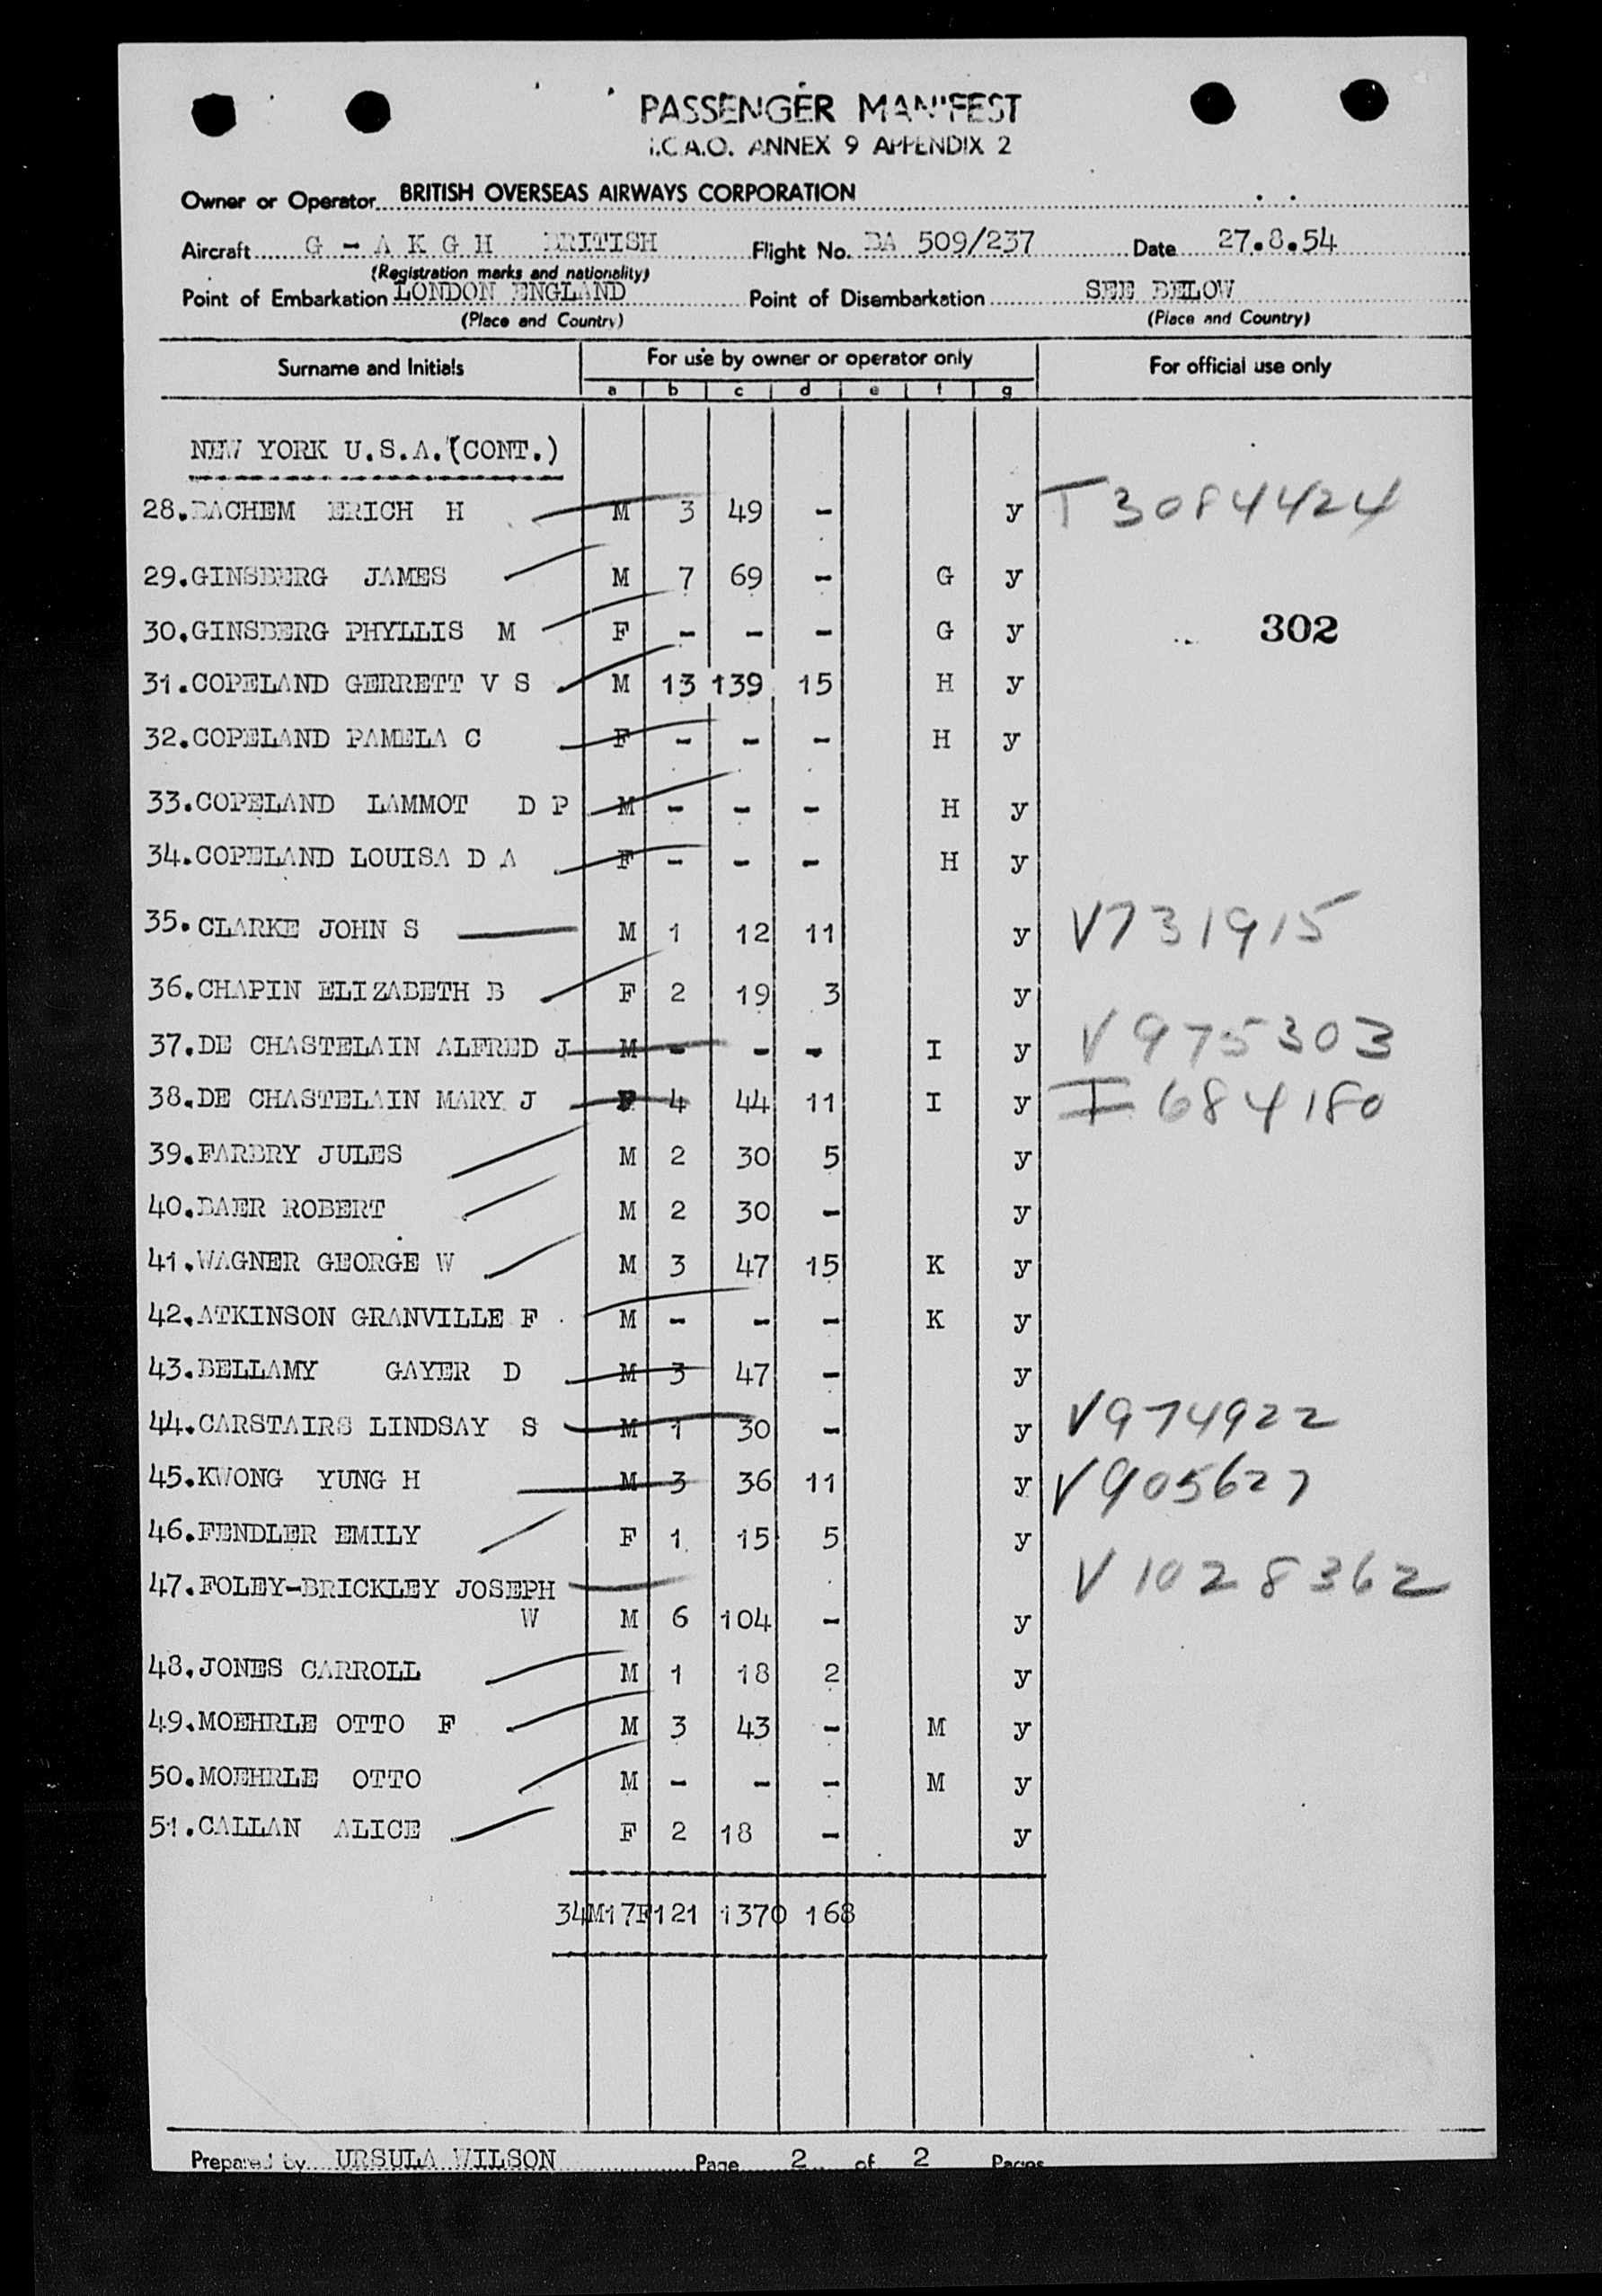 PASSENGER MANIFEST
I.C.A.O. ANNEX 9 APPENDIX 2
Owner or Operator BRITISH OVERSEAS AIRWAYS CORPORATION
Aircraft G - A K G H BRITISH Flight No. BA 509/237 Date 27.8.54
(Registration marks and nationality)
Point of Embarkation LONDON ENGLAND Point of Disembarkation SEE BELOW
(Place and Country) (Place and Country)
Surname and Initials For use by owner or operator only For official use only
a b c d e f g
NEW YORK U.S.A. (CONT.)
28. BACHEM ERICH H M 3 49 - y T3084424
29. GINSBERG JAMES M 7 69 - G y
30. GINSBERG PHYLLIS M F - - - G y 302
31. COPELAND GERRETT V S M 13 139 15 H y
32. COPELAND PAMELA C F - - - H y
33. COPELAND LAMMOT D P M - - - H y
34. COPELAND LOUISA D A F - - - H y
35. CLARKE JOHN S M 1 12 11 y V731915
36. CHAPIN ELIZABETH B F 2 19 3 y
37. DE CHASTELAIN ALFRED J M - - - I y V975303
38. DE CHASTELAIN MARY J F 4 44 11 I y I684180
39. FARBRY JULES M 2 30 5 y
40. BAER ROBERT M 2 30 - y
41. WAGNER GEORGE W M 3 47 15 K y
42. ATKINSON GRANVILLE F M - - - K y
43. BELLAMY GAYER D M 3 47 - y
44. CARSTAIRS LINDSAY S M 1 30 - y V974922
45. KWONG YUNG H M 3 36 11 y V905627
46. FENDLER EMILY F 1 15 5 y
47. FOLEY-BRICKLEY JOSEPH V1028362
W M 6 104 - y
48. JONES CARROLL M 1 18 2 y
49. MOEHRLE OTTO F M 3 43 - M y
50. MOEHRLE OTTO M - - - M y
51. CALLAN ALICE F 2 18 - y
34M17F 121 1370 168
Prepared by URSULA WILSON Page 2 of 2 Pages